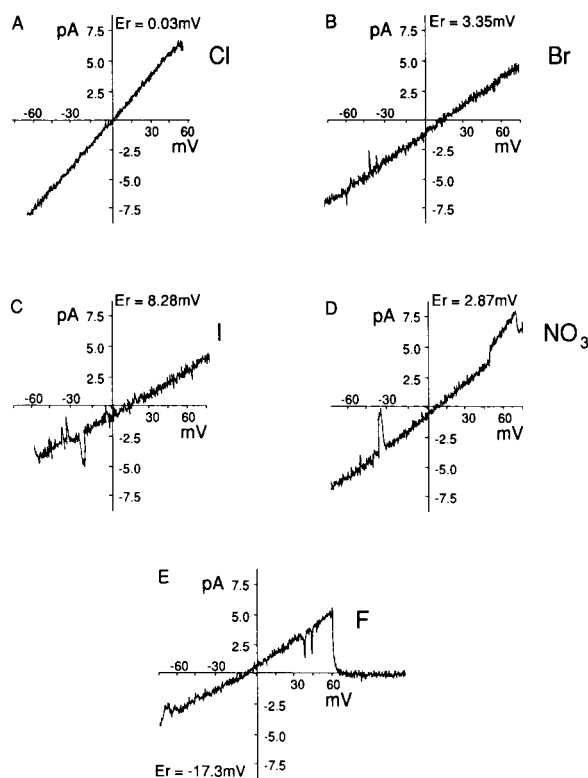 A
pA
7.5
Er = 0.03mV
Cl
5.0
2.5
-60
-30
30
60
mV
-2.5
-5.0
-7.5
B
pA
7.5
Er = 3.35mV
Br
5.0
2.5
-60
-30
30
60
mV
-2.5
-5.0
-7.5
C
pA
7.5
Er = 8.28mV
I
5.0
2.5
-60
-30
30
60
mV
-2.5
-5.0
-7.5
D
pA
7.5
Er = 2.87mV
NO3
5.0
2.5
-60
-30
30
60
mV
-2.5
-5.0
-7.5
E
pA
7.5
F
5.0
2.5
-60
-30
30
60
mV
-2.5
-5.0
-7.5
Er = -17.3mV